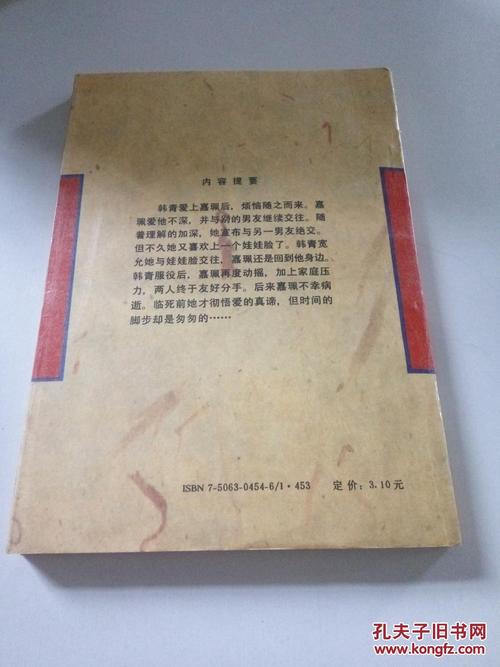 内容提要
韩青爱上嘉珮后，烦恼随之而来。嘉
珮爱他不深，并与别的男友继续交往。随
着理解的加深，她宣布与另一男友绝交。
但不久她又喜欢上一个娃娃脸了。韩青宽
允她与娃娃脸交往，嘉珮还是回到他身边。
韩青服役后，嘉珮再度动摇，加上家庭压
力，两人终于友好分手。后来嘉珮不幸病
逝。临死前她才彻悟爱的真谛，但时间的
脚步却是匆匆的……
ISBN 7-5063-0454-6/I·453 定价：3.10元
孔夫子旧书网
kongfz.com